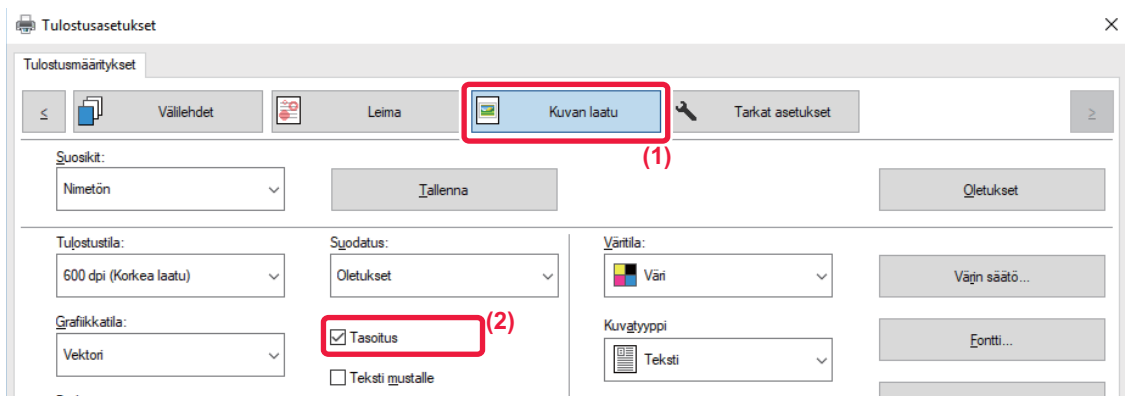 Tulostusasetukset
Tulostusmääritykset
< Välilehdet Leima Kuvan laatu Tarkat asetukset >
(1)
Suosikit:
Nimetön Tallenna Oletukset
Tulostustila: Suodatus: Väritila:
600 dpi (Korkea laatu) Oletukset Väri Värin säätö...
(2)
Grafiikkatila: Tasoitus Kuvatyyppi
Vektori Teksti Fontti...
Teksti mustalle